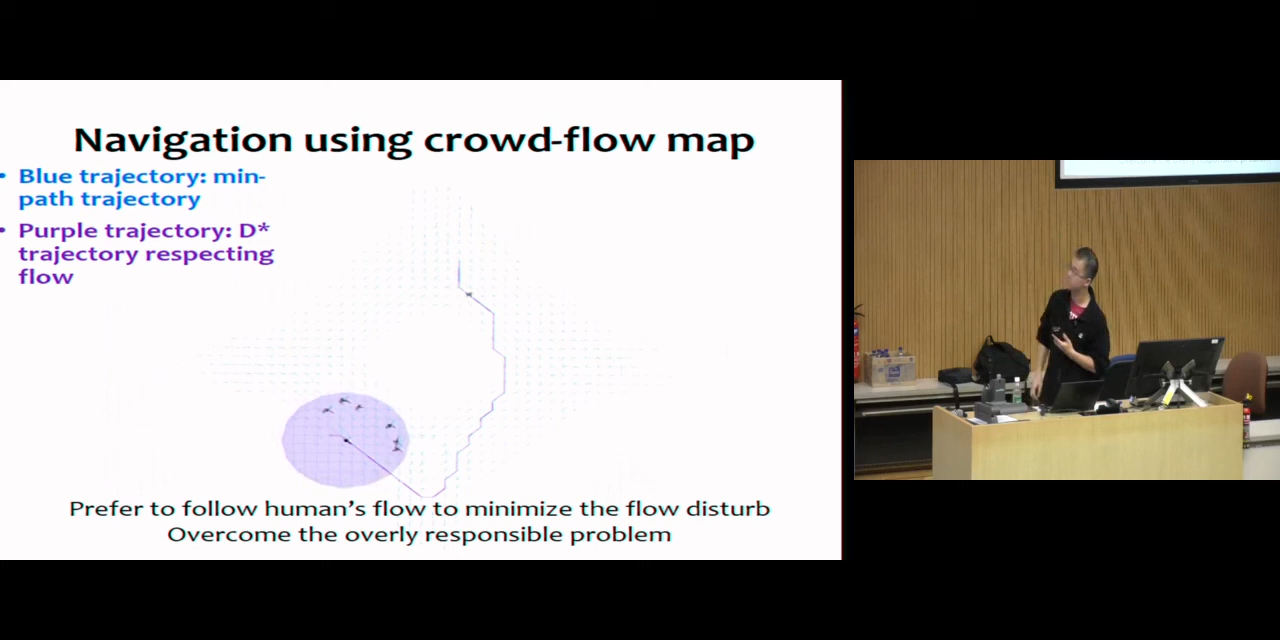 Navigation using crowd-flow map
• Blue trajectory: min-
path trajectory
• Purple trajectory: D*
trajectory respecting
flow
Prefer to follow human's flow to minimize the flow disturb
Overcome the overly responsible problem